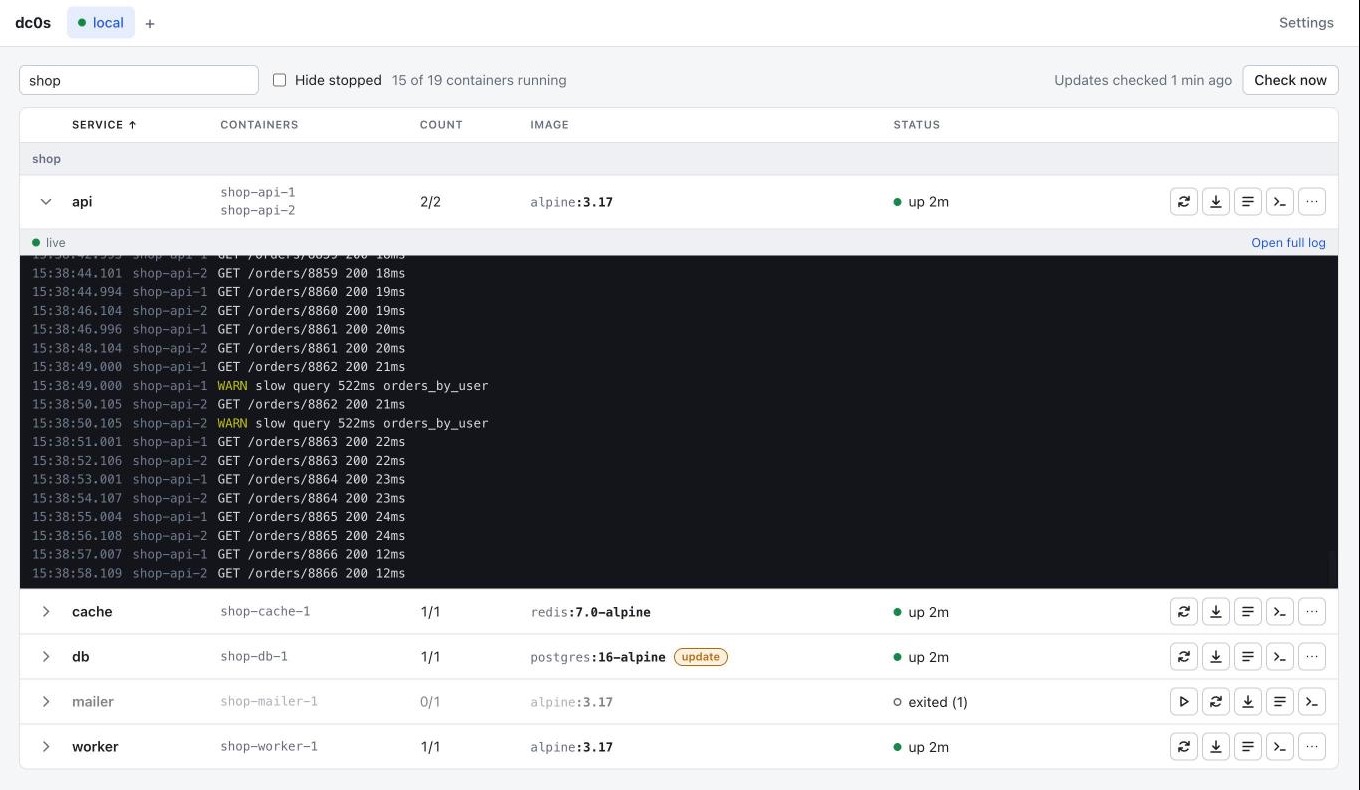 dc0s local + Settings
shop Hide stopped 15 of 19 containers running Updates checked 1 min ago Check now
SERVICE ↑ CONTAINERS COUNT IMAGE STATUS
shop
api shop-api-1 2/2 alpine:3.17 up 2m
shop-api-2
live Open full log
15:38:44.101 shop-api-2 GET /orders/8859 200 18ms
15:38:44.994 shop-api-1 GET /orders/8860 200 19ms
15:38:46.104 shop-api-2 GET /orders/8860 200 19ms
15:38:46.996 shop-api-1 GET /orders/8861 200 20ms
15:38:48.104 shop-api-2 GET /orders/8861 200 20ms
15:38:49.000 shop-api-1 GET /orders/8862 200 21ms
15:38:49.000 shop-api-1 WARN slow query 522ms orders_by_user
15:38:50.105 shop-api-2 GET /orders/8862 200 21ms
15:38:50.105 shop-api-2 WARN slow query 522ms orders_by_user
15:38:51.001 shop-api-1 GET /orders/8863 200 22ms
15:38:52.106 shop-api-2 GET /orders/8863 200 22ms
15:38:53.001 shop-api-1 GET /orders/8864 200 23ms
15:38:54.107 shop-api-2 GET /orders/8864 200 23ms
15:38:55.004 shop-api-1 GET /orders/8865 200 24ms
15:38:56.108 shop-api-2 GET /orders/8865 200 24ms
15:38:57.007 shop-api-1 GET /orders/8866 200 12ms
15:38:58.109 shop-api-2 GET /orders/8866 200 12ms
cache shop-cache-1 1/1 redis:7.0-alpine up 2m
db shop-db-1 1/1 postgres:16-alpine update up 2m
mailer shop-mailer-1 0/1 alpine:3.17 exited (1)
worker shop-worker-1 1/1 alpine:3.17 up 2m